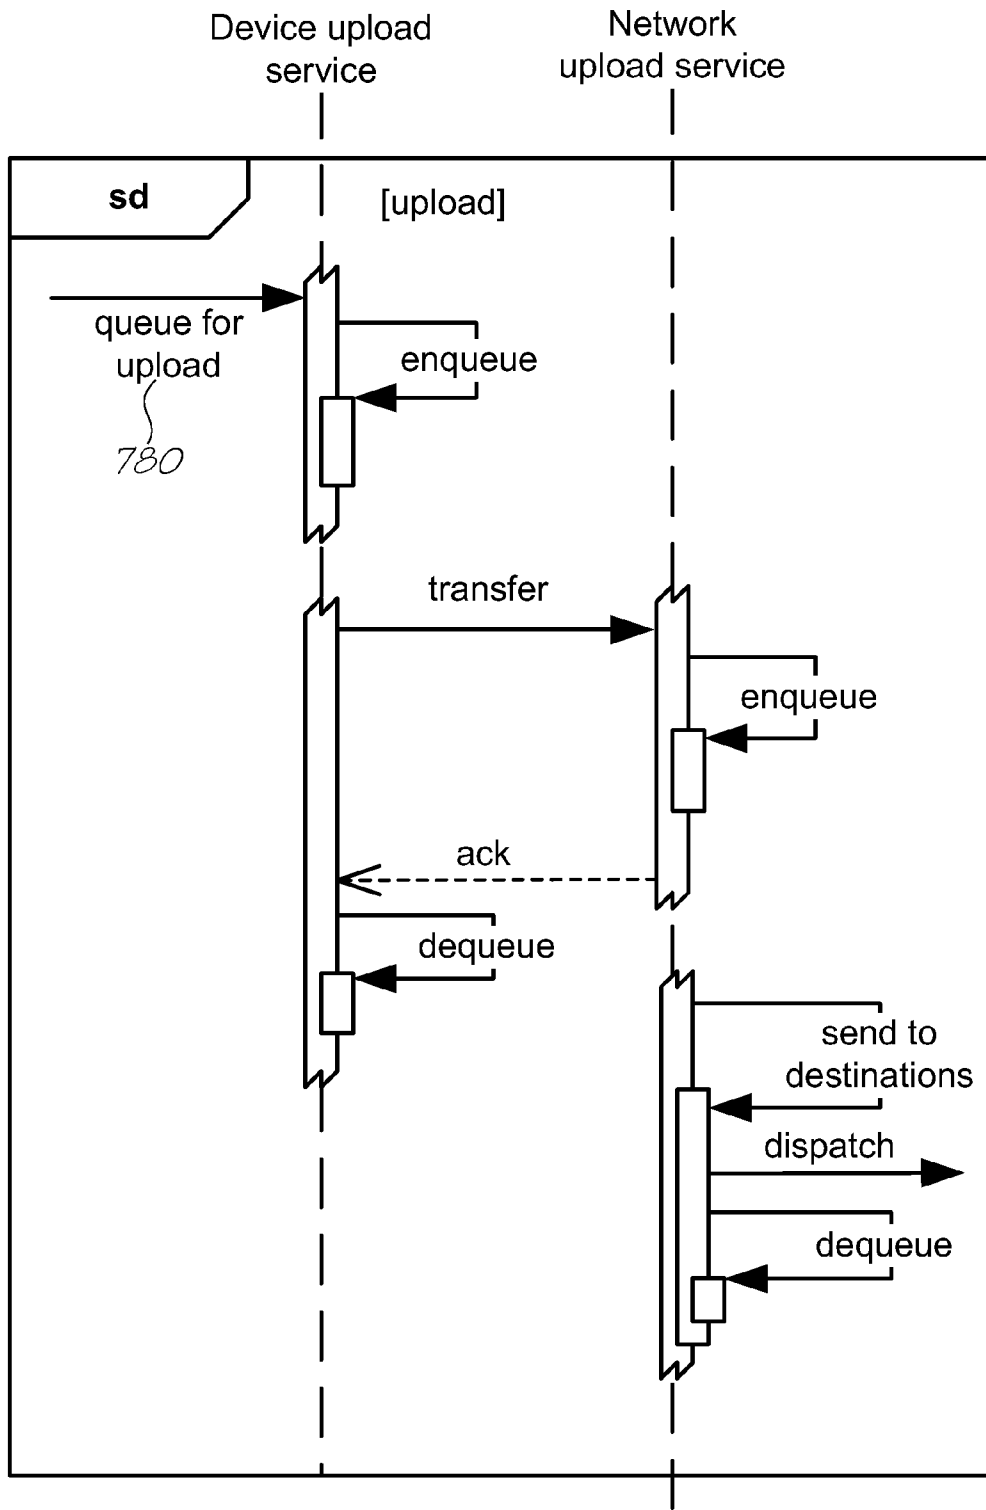 Device upload
service
Network
upload service
sd
[upload]
queue for
upload
780
enqueue
transfer
enqueue
ack
dequeue
send to
destinations
dispatch
dequeue